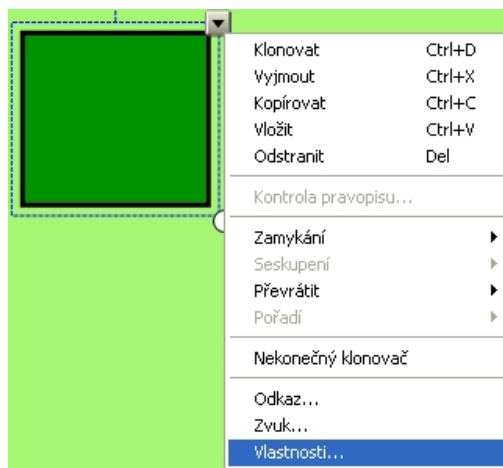 Klonovat Ctrl+D
Vyjmout Ctrl+X
Kopírovat Ctrl+C
Vložit Ctrl+V
Odstranit Del
Kontrola pravopisu...
Zamykání
Seskupení
Převrátit
Pořadí
Nekonečný klonovač
Odkaz...
Zvuk...
Vlastnosti...